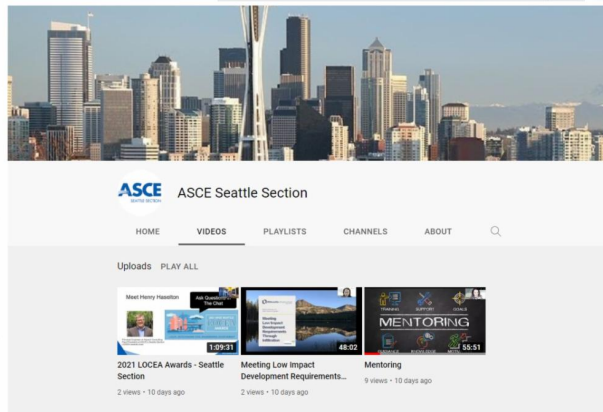 ASCE
SEATTLE SECTION
ASCE Seattle Section
HOME VIDEOS PLAYLISTS CHANNELS ABOUT
Uploads PLAY ALL
Meet Henry Haselton
Ask Questions in
The Chat
1:09:31
Meeting
Low Impact
Development
Requirements
Through
Infiltration
48:02
TRAINING SUPPORT GOALS
MENTORING
55:51
2021 LOCEA Awards - Seattle
Section
2 views • 10 days ago
Meeting Low Impact
Development Requirements...
2 views • 10 days ago
Mentoring
9 views • 10 days ago